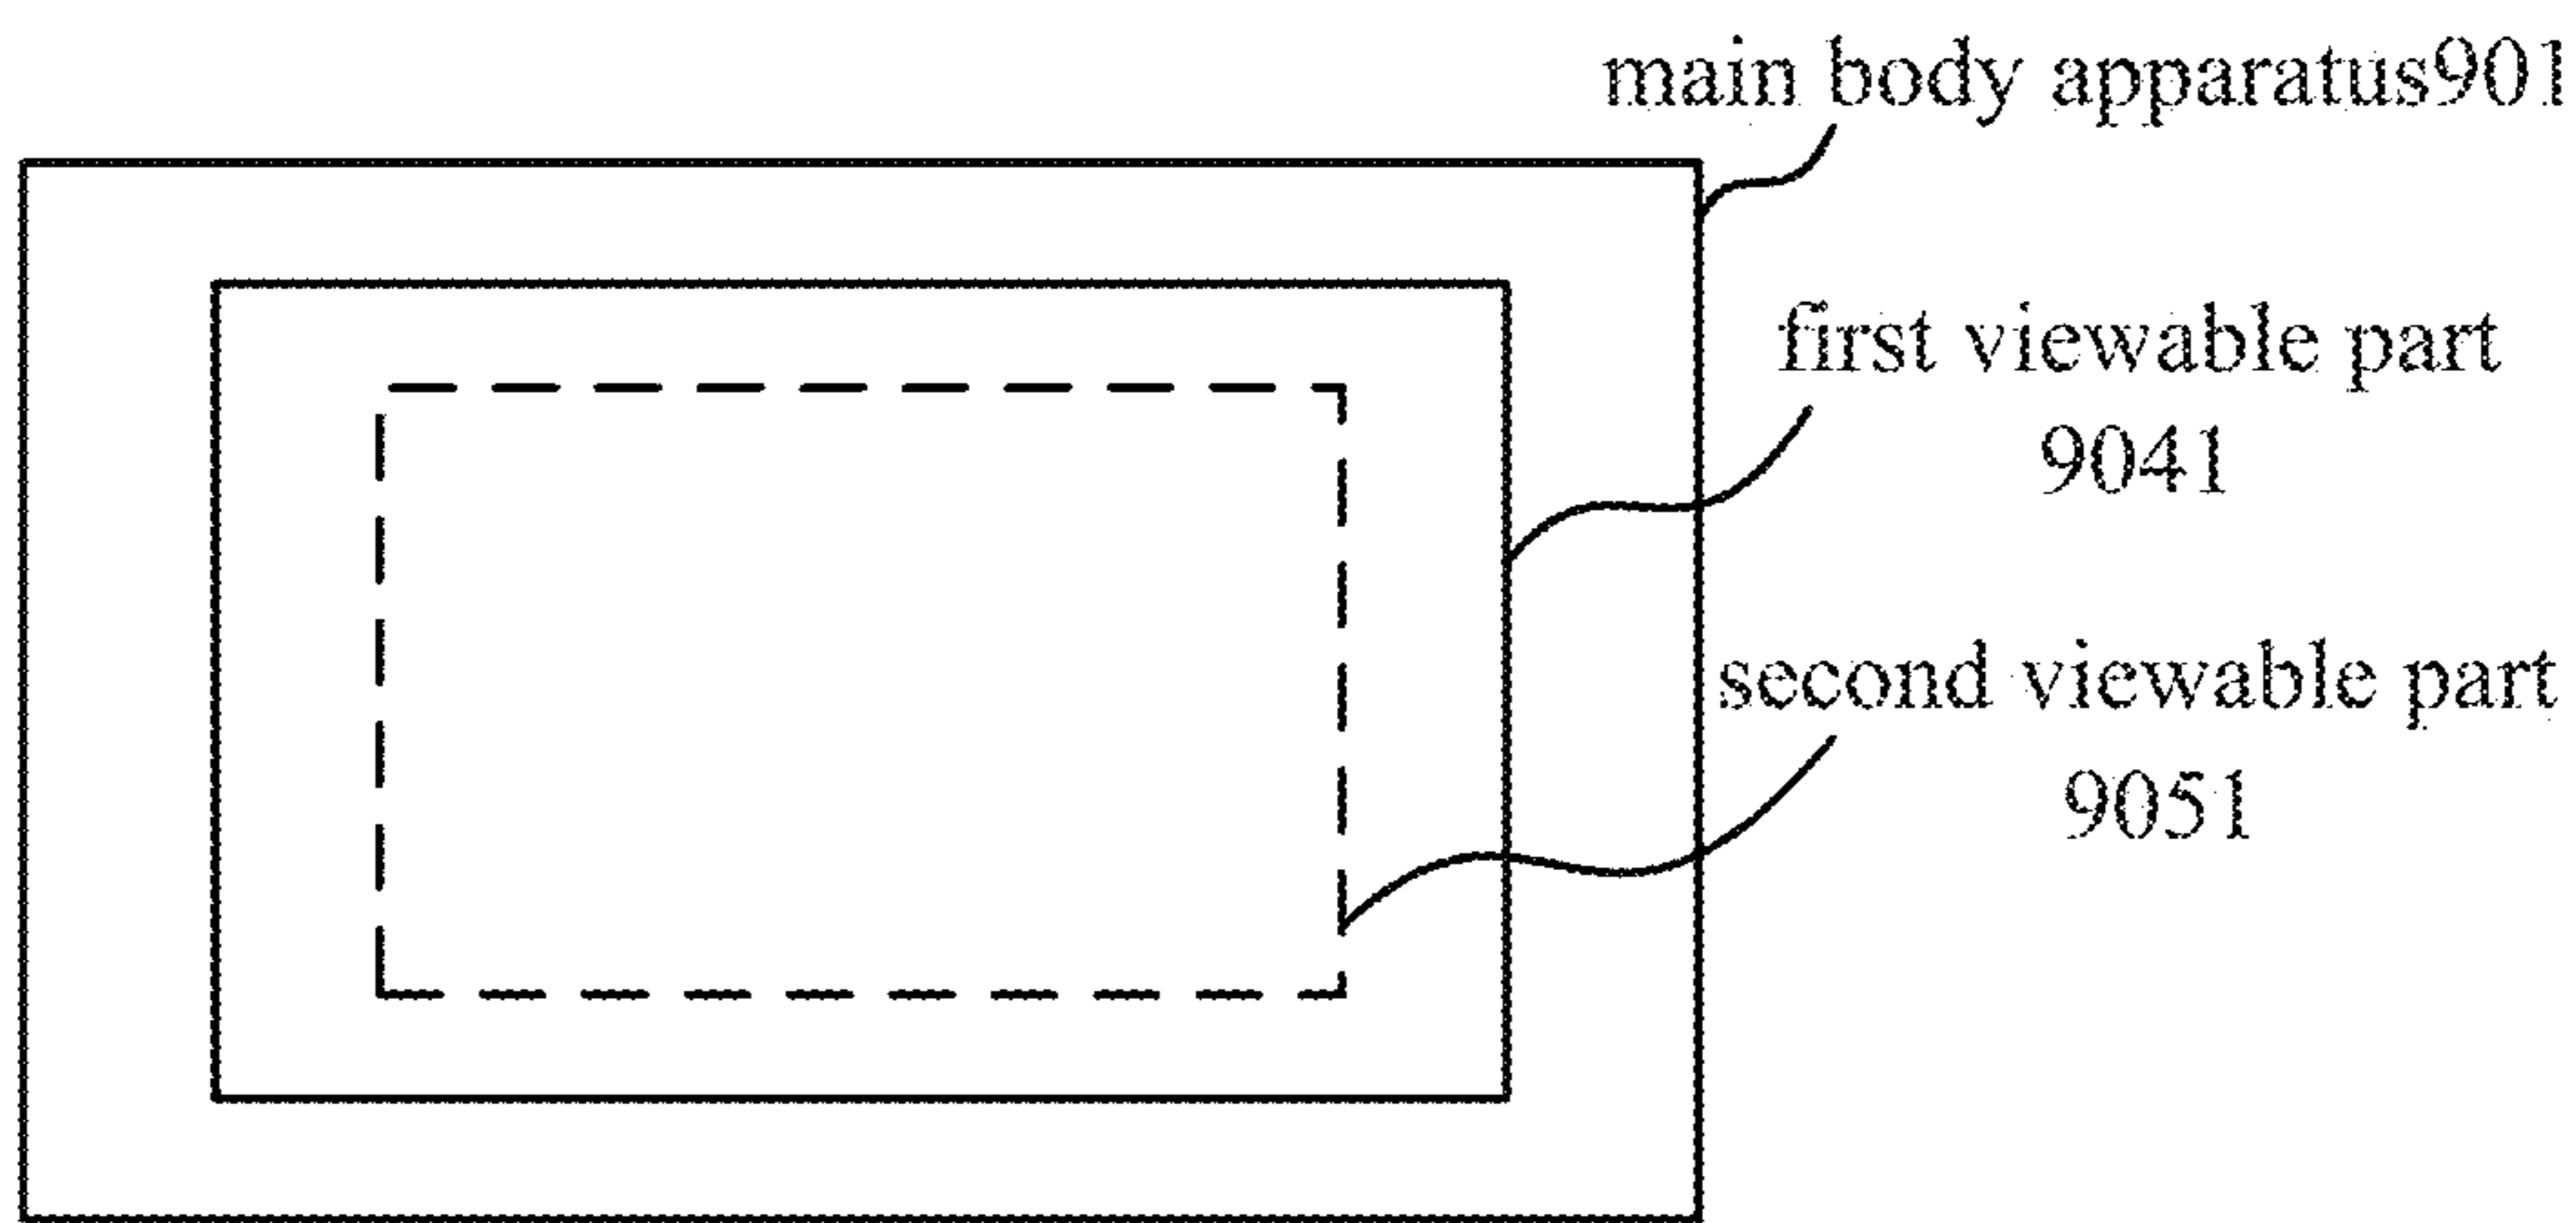 main body apparatus901
first viewable part
9041
second viewable part
9051